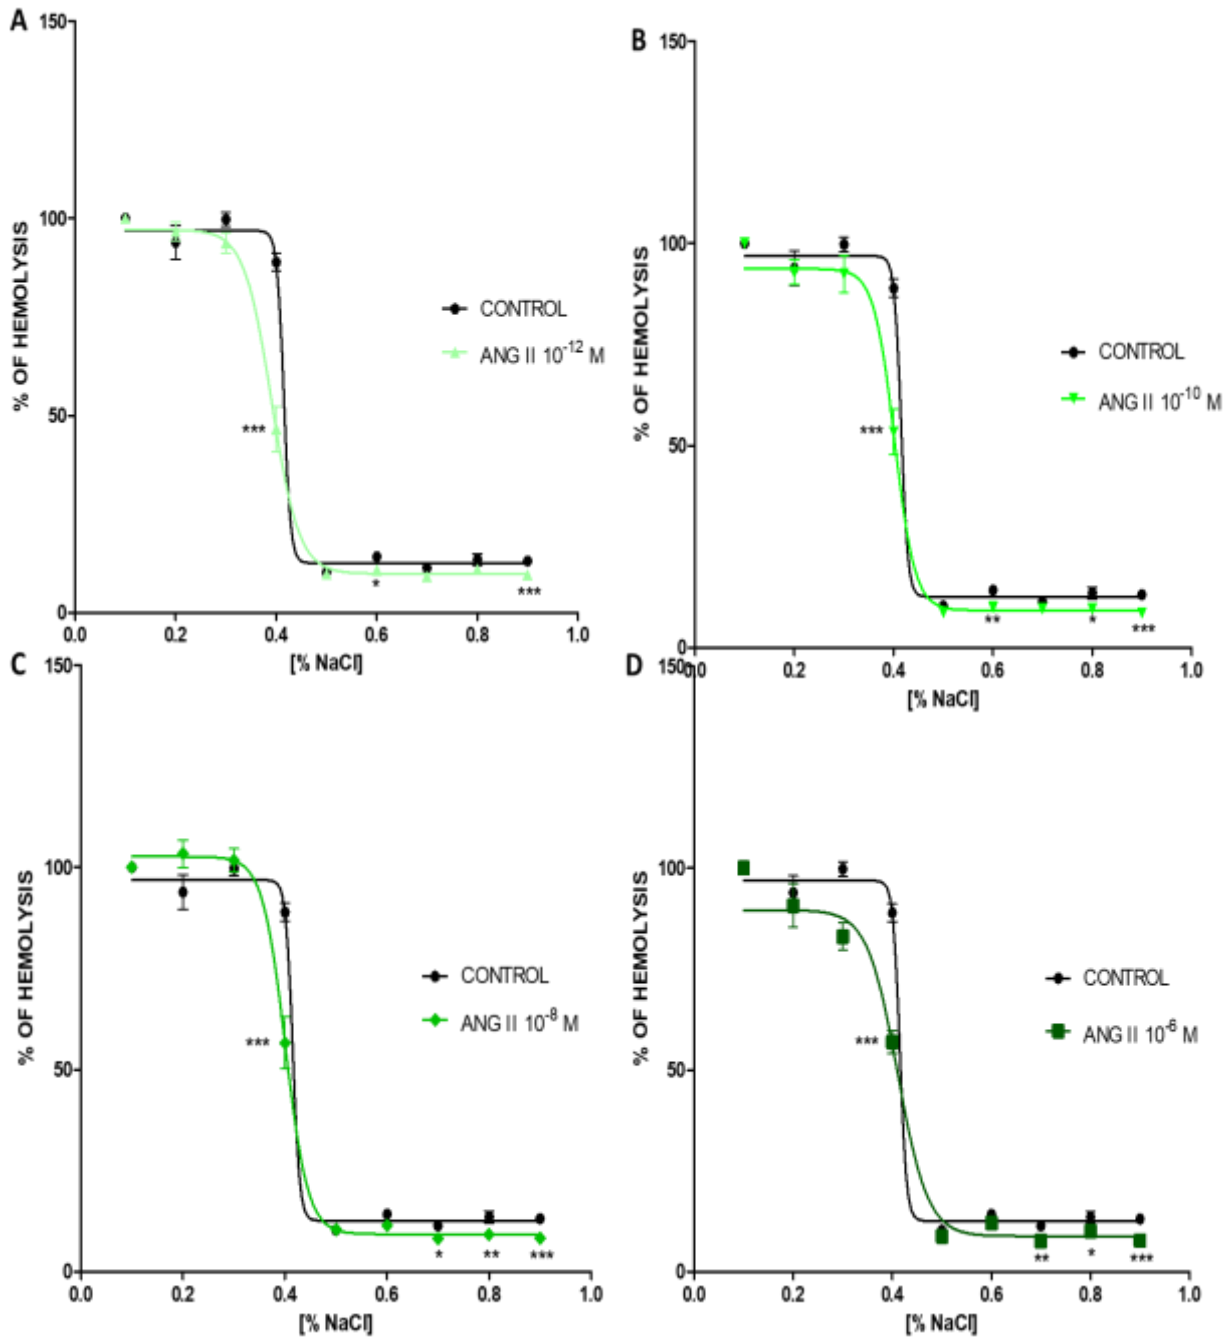 A
150
100
50
0
% OF HEMOLYSIS
0.0 0.2 0.4 0.6 0.8 1.0
[% NaCl]
CONTROL
ANG II 10⁻¹² M
***
*
***
B
150
100
50
0
% OF HEMOLYSIS
0.0 0.2 0.4 0.6 0.8 1.0
[% NaCl]
CONTROL
ANG II 10⁻¹⁰ M
***
**
*
***
C
150
100
50
0
% OF HEMOLYSIS
0.0 0.2 0.4 0.6 0.8 1.0
[% NaCl]
CONTROL
ANG II 10⁻⁸ M
***
*
**
***
D
150
100
50
0
% OF HEMOLYSIS
0.0 0.2 0.4 0.6 0.8 1.0
[% NaCl]
CONTROL
ANG II 10⁻⁶ M
***
**
*
***